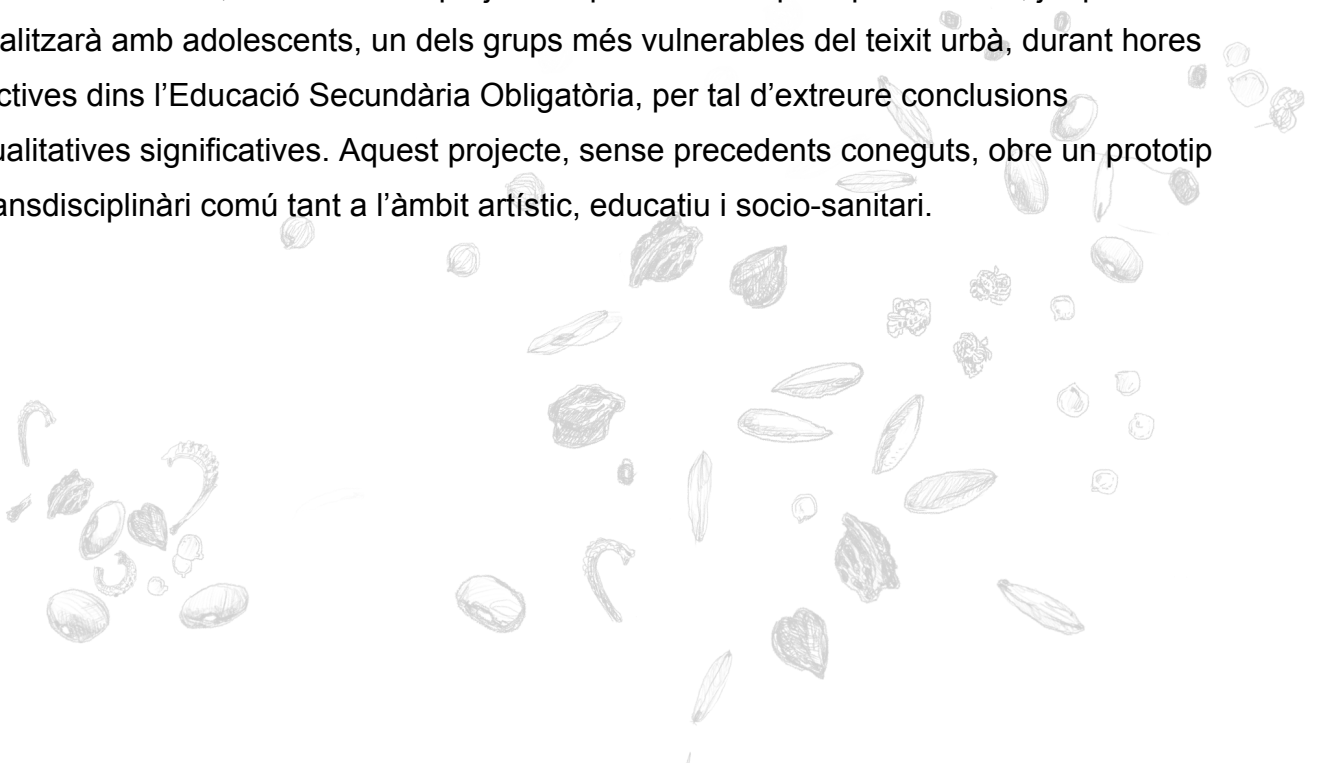 alitzarà amb adolescents, un dels grups més vulnerables del teixit urbà, durant hores
ctives dins l’Educació Secundària Obligatòria, per tal d’extreure conclusions
ualitatives significatives. Aquest projecte, sense precedents coneguts, obre un prototip
ansdisciplinàri comú tant a l’àmbit artístic, educatiu i socio-sanitari.